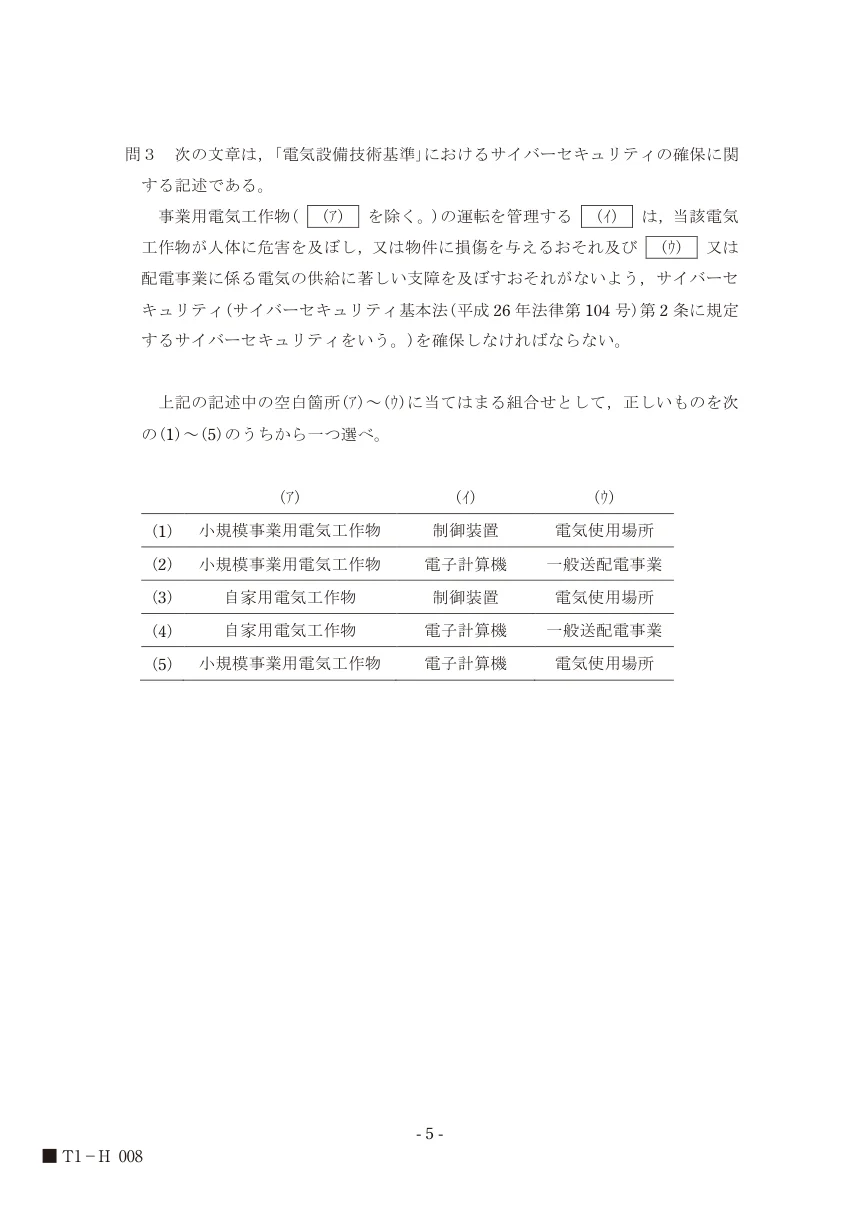 問３　次の文章は，「電気設備技術基準」におけるサイバーセキュリティの確保に関
する記述である。
事業用電気工作物( (ｱ) を除く。)の運転を管理する (ｲ) は，当該電気
工作物が人体に危害を及ぼし，又は物件に損傷を与えるおそれ及び (ｳ) 又は
配電事業に係る電気の供給に著しい支障を及ぼすおそれがないよう，サイバーセ
キュリティ(サイバーセキュリティ基本法(平成 26 年法律第 104 号)第 2 条に規定
するサイバーセキュリティをいう。)を確保しなければならない。
上記の記述中の空白箇所(ｱ)～(ｳ)に当てはまる組合せとして，正しいものを次
の(1)～(5)のうちから一つ選べ。
(ｱ) (ｲ) (ｳ)
(1) 小規模事業用電気工作物 制御装置 電気使用場所
(2) 小規模事業用電気工作物 電子計算機 一般送配電事業
(3) 自家用電気工作物 制御装置 電気使用場所
(4) 自家用電気工作物 電子計算機 一般送配電事業
(5) 小規模事業用電気工作物 電子計算機 電気使用場所
- 5 -
■ T1－H 008